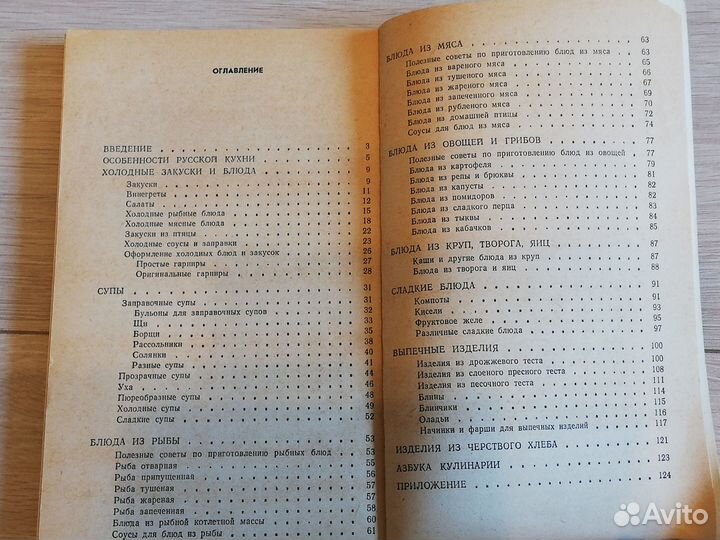 ОГЛАВЛЕНИЕ
ВВЕДЕНИЕ 3
ОСОБЕННОСТИ РУССКОЙ КУХНИ 5
ХОЛОДНЫЕ ЗАКУСКИ И БЛЮДА 9
Закуски 9
Винегреты 11
Салаты 12
Холодные рыбные блюда 15
Холодные мясные блюда 18
Закуски из птицы 22
Холодные соусы и заправки 23
Оформление холодных блюд и закусок 26
Простые гарниры 27
Оригинальные гарниры 28
СУПЫ 31
Заправочные супы 31
Бульоны для заправочных супов 32
Щи 33
Борщи 35
Рассольники 38
Солянки 40
Разные супы 41
Прозрачные супы 44
Уха 46
Пюреобразные супы 48
Холодные супы 49
Сладкие супы 52
БЛЮДА ИЗ РЫБЫ 53
Полезные советы по приготовлению рыбных блюд 53
Рыба отварная 55
Рыба припущенная 56
Рыба тушеная 57
Рыба жареная 57
Рыба запеченная 58
Блюда из рыбной котлетной массы 60
Соусы для блюд из рыбы 61
БЛЮДА ИЗ МЯСА 63
Полезные советы по приготовлению блюд из мяса 63
Блюда из вареного мяса 65
Блюда из тушеного мяса 66
Блюда из жареного мяса 67
Блюда из запеченного мяса 69
Блюда из рубленого мяса 70
Блюда из домашней птицы 72
Соусы для блюд из мяса 74
БЛЮДА ИЗ ОВОЩЕЙ И ГРИБОВ 77
Полезные советы по приготовлению блюд из овощей 77
Блюда из картофеля 79
Блюда из репы и брюквы 81
Блюда из капусты 82
Блюда из помидоров 82
Блюда из сладкого перца 83
Блюда из тыквы 84
Блюда из кабачков 85
БЛЮДА ИЗ КРУП, ТВОРОГА, ЯИЦ 87
Каши и другие блюда из круп 87
Блюда из творога и яиц 88
СЛАДКИЕ БЛЮДА 91
Компоты 91
Кисели 93
Фруктовое желе 95
Различные сладкие блюда 97
ВЫПЕЧНЫЕ ИЗДЕЛИЯ 100
Изделия из дрожжевого теста 100
Изделия из слоеного пресного теста 108
Изделия из песочного теста 111
Блины 114
Блинчики 115
Оладьи 116
Начинки и фарши для выпечных изделий 117
ИЗДЕЛИЯ ИЗ ЧЕРСТВОГО ХЛЕБА 121
АЗБУКА КУЛИНАРИИ 123
ПРИЛОЖЕНИЕ 124
Avito